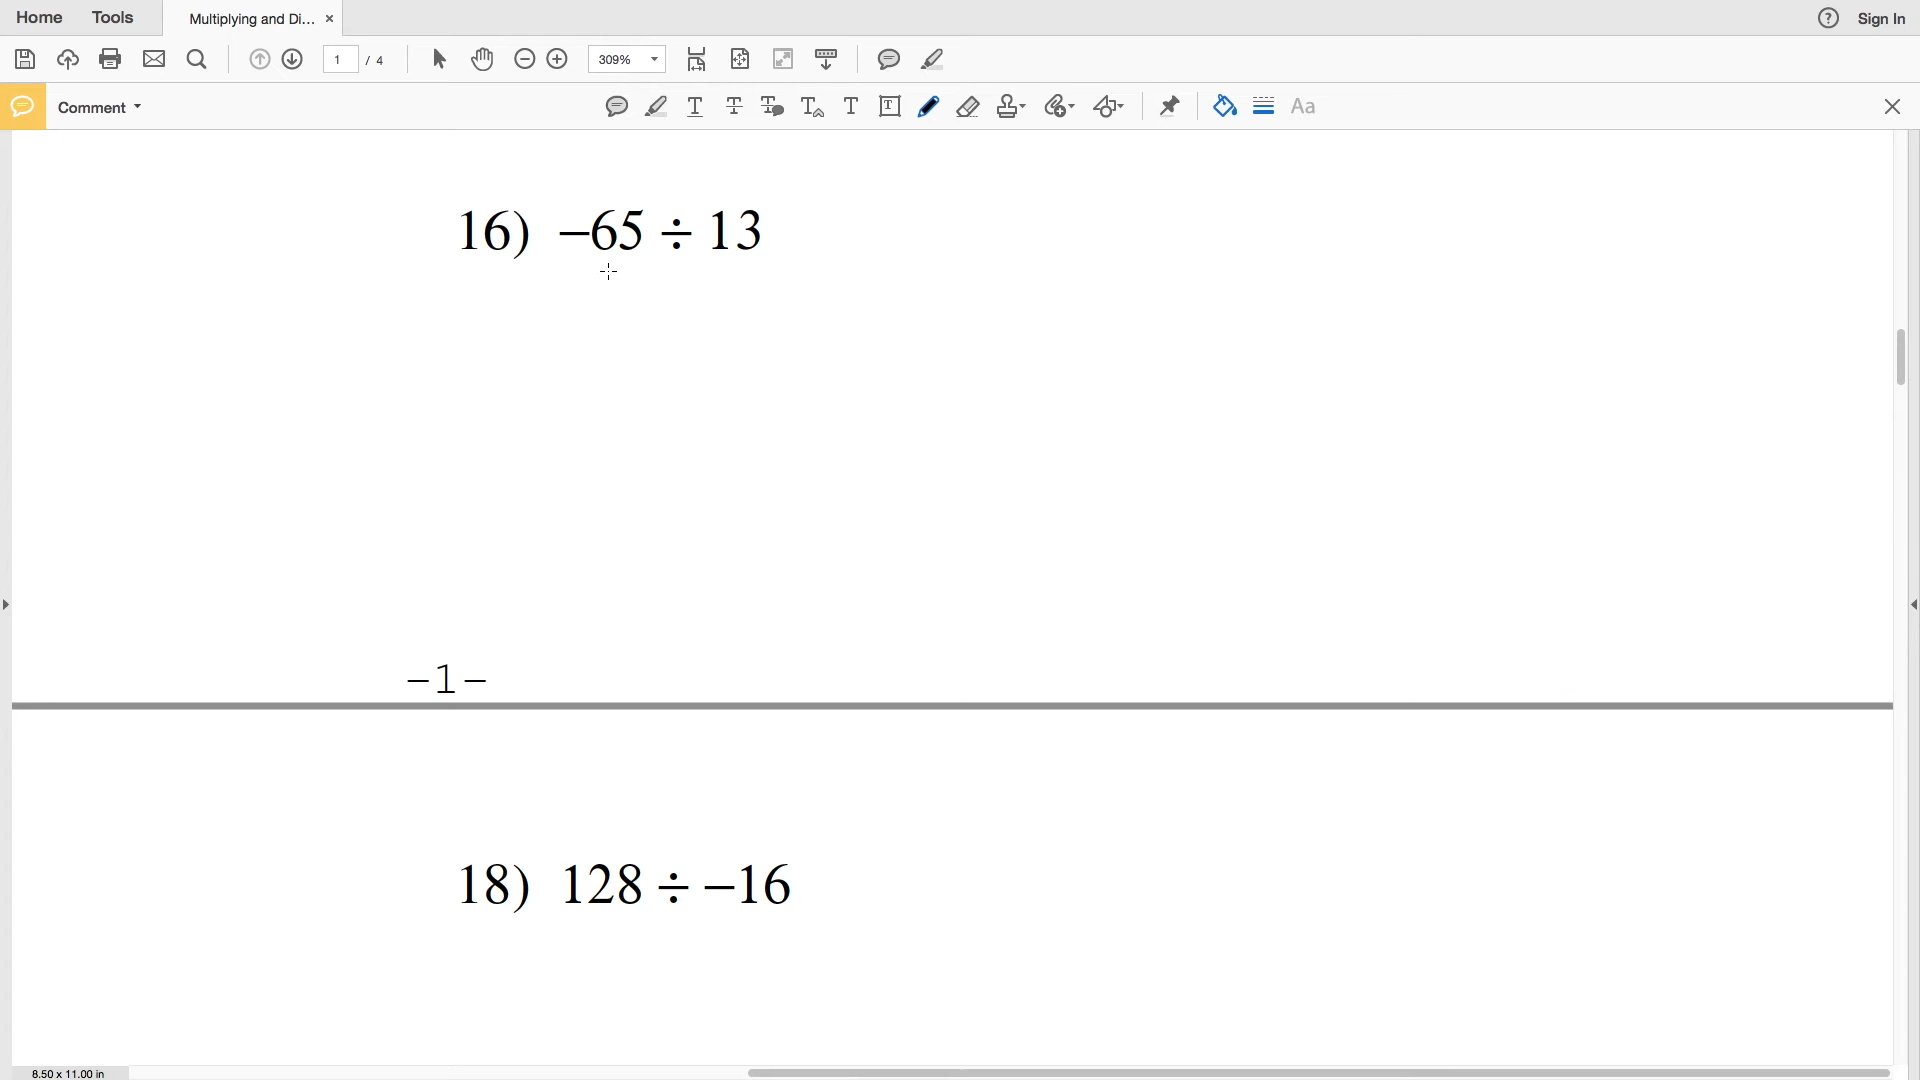 Home Tools Multiplying and Di... × ? Sign In
1 / 4 309%
Comment Aa
16) −65 ÷ 13
-1-
18) 128 ÷ −16
8.50 x 11.00 in